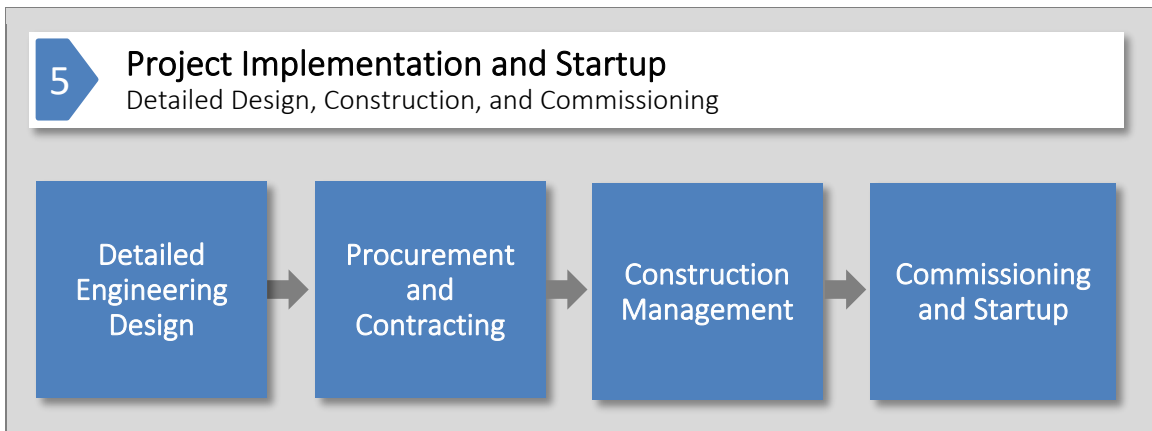 5
Project Implementation and Startup
Detailed Design, Construction, and Commissioning
Detailed
Engineering
Design
Procurement
and
Contracting
Construction
Management
Commissioning
and Startup